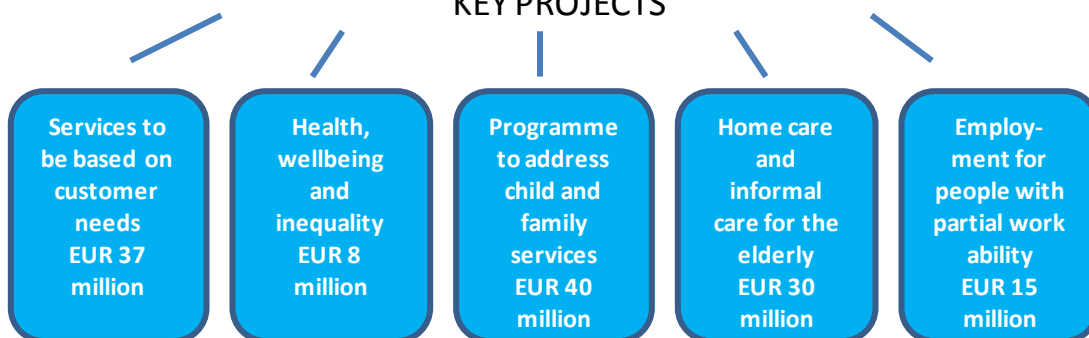 KEY PROJECTS
Services to
be based on
customer
needs
EUR 37
million
Health,
wellbeing
and
inequality
EUR 8
million
Programme
to address
child and
family
services
EUR 40
million
Home care
and
informal
care for the
elderly
EUR 30
million
Employ-
ment for
people with
partial work
ability
EUR 15
million